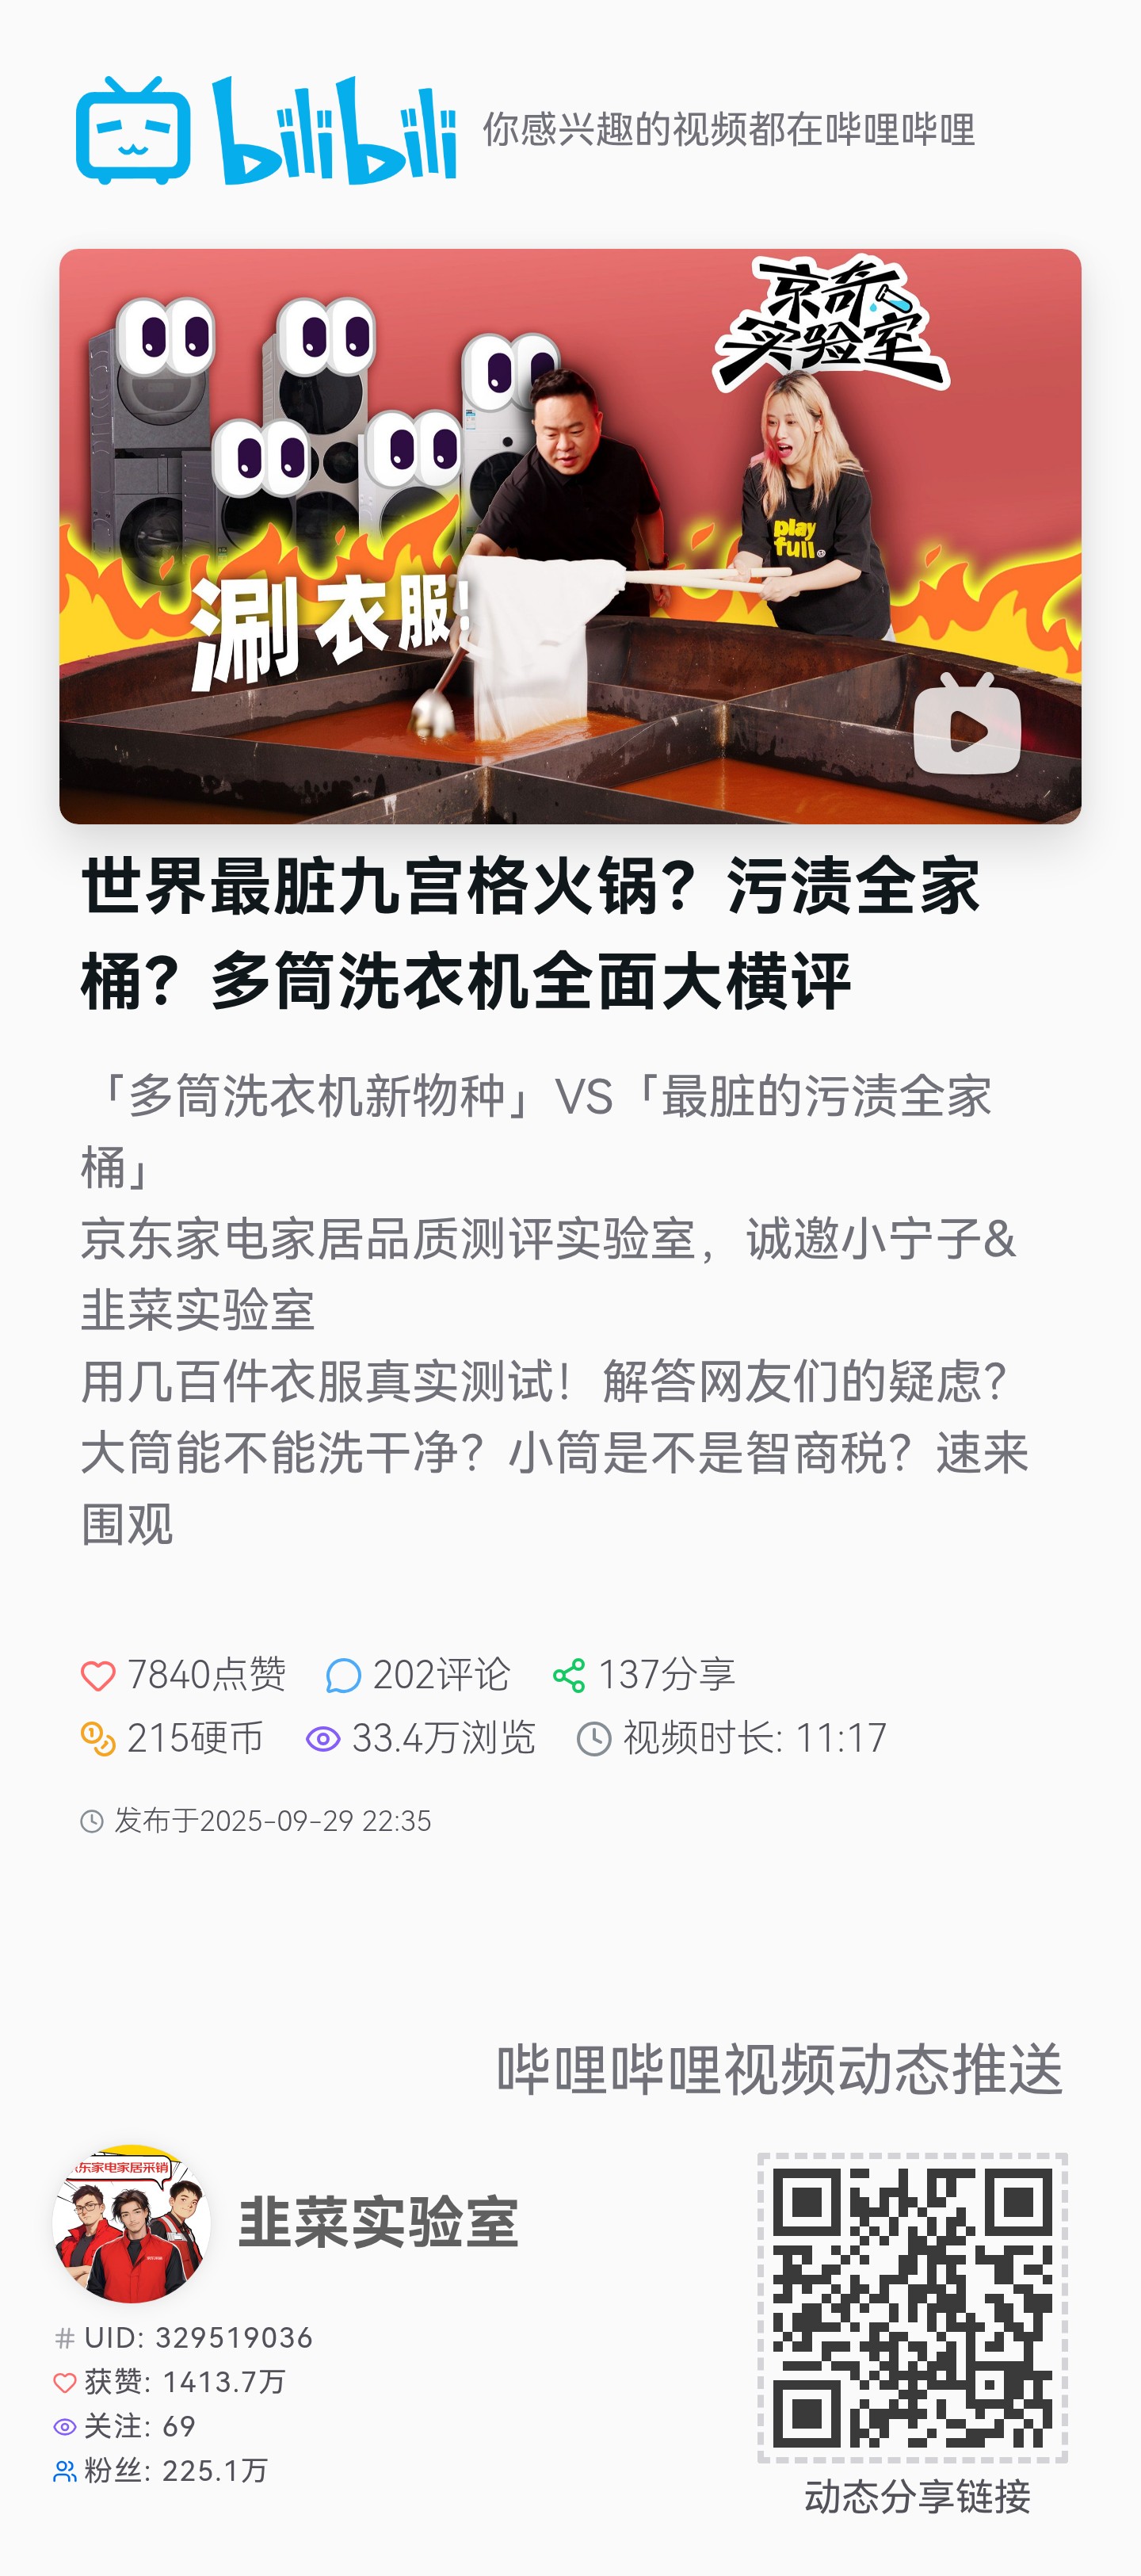 bilibili 你感兴趣的视频都在哔哩哔哩
京奇
实验室
play
full
涮衣服!
世界最脏九宫格火锅？污渍全家
桶？多筒洗衣机全面大横评
「多筒洗衣机新物种」VS「最脏的污渍全家
桶」
京东家电家居品质测评实验室，诚邀小宁子&
韭菜实验室
用几百件衣服真实测试！解答网友们的疑虑？
大筒能不能洗干净？小筒是不是智商税？速来
围观
7840点赞 202评论 137分享
215硬币 33.4万浏览 视频时长: 11:17
发布于2025-09-29 22:35
哔哩哔哩视频动态推送
东家电家居采销
韭菜实验室
UID: 329519036
获赞: 1413.7万
关注: 69
粉丝: 225.1万
动态分享链接